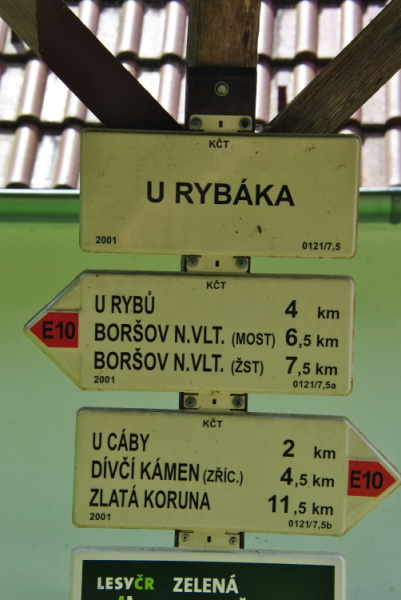 KČT
U RYBÁKA
2001 0121/7,5
KČT
U RYBŮ 4 km
E10 BORŠOV N.VLT. (MOST) 6,5 km
BORŠOV N.VLT. (ŽST) 7,5 km
2001 0121/7,5a
KČT
U CÁBY 2 km
DÍVČÍ KÁMEN (ZŘÍC.) 4,5 km E10
ZLATÁ KORUNA 11,5 km
2001 0121/7,5b
LESYČR ZELENÁ